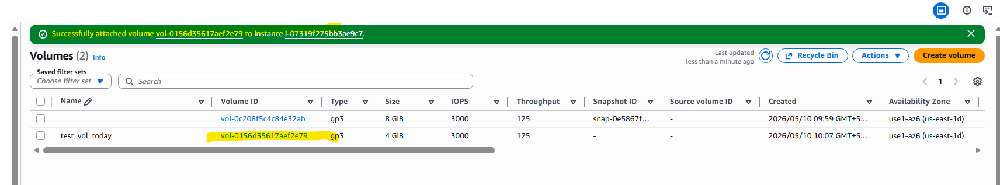 Successfully attached volume vol-0156d35617aef2e79 to instance i-07319f275bb3ae9c7.
Volumes (2) Info
Last updated
less than a minute ago
Recycle Bin
Actions
Create volume
Saved filter sets
Choose filter set
Search
1
Name Volume ID Type Size IOPS Throughput Snapshot ID Source volume ID Created Availability Zone
vol-0c208f5c4c84e32ab gp3 8 GiB 3000 125 snap-0e5867f... - 2026/05/10 09:59 GMT+5:... use1-az6 (us-east-1d)
test_vol_today vol-0156d35617aef2e79 gp3 4 GiB 3000 125 - - 2026/05/10 10:07 GMT+5:... use1-az6 (us-east-1d)